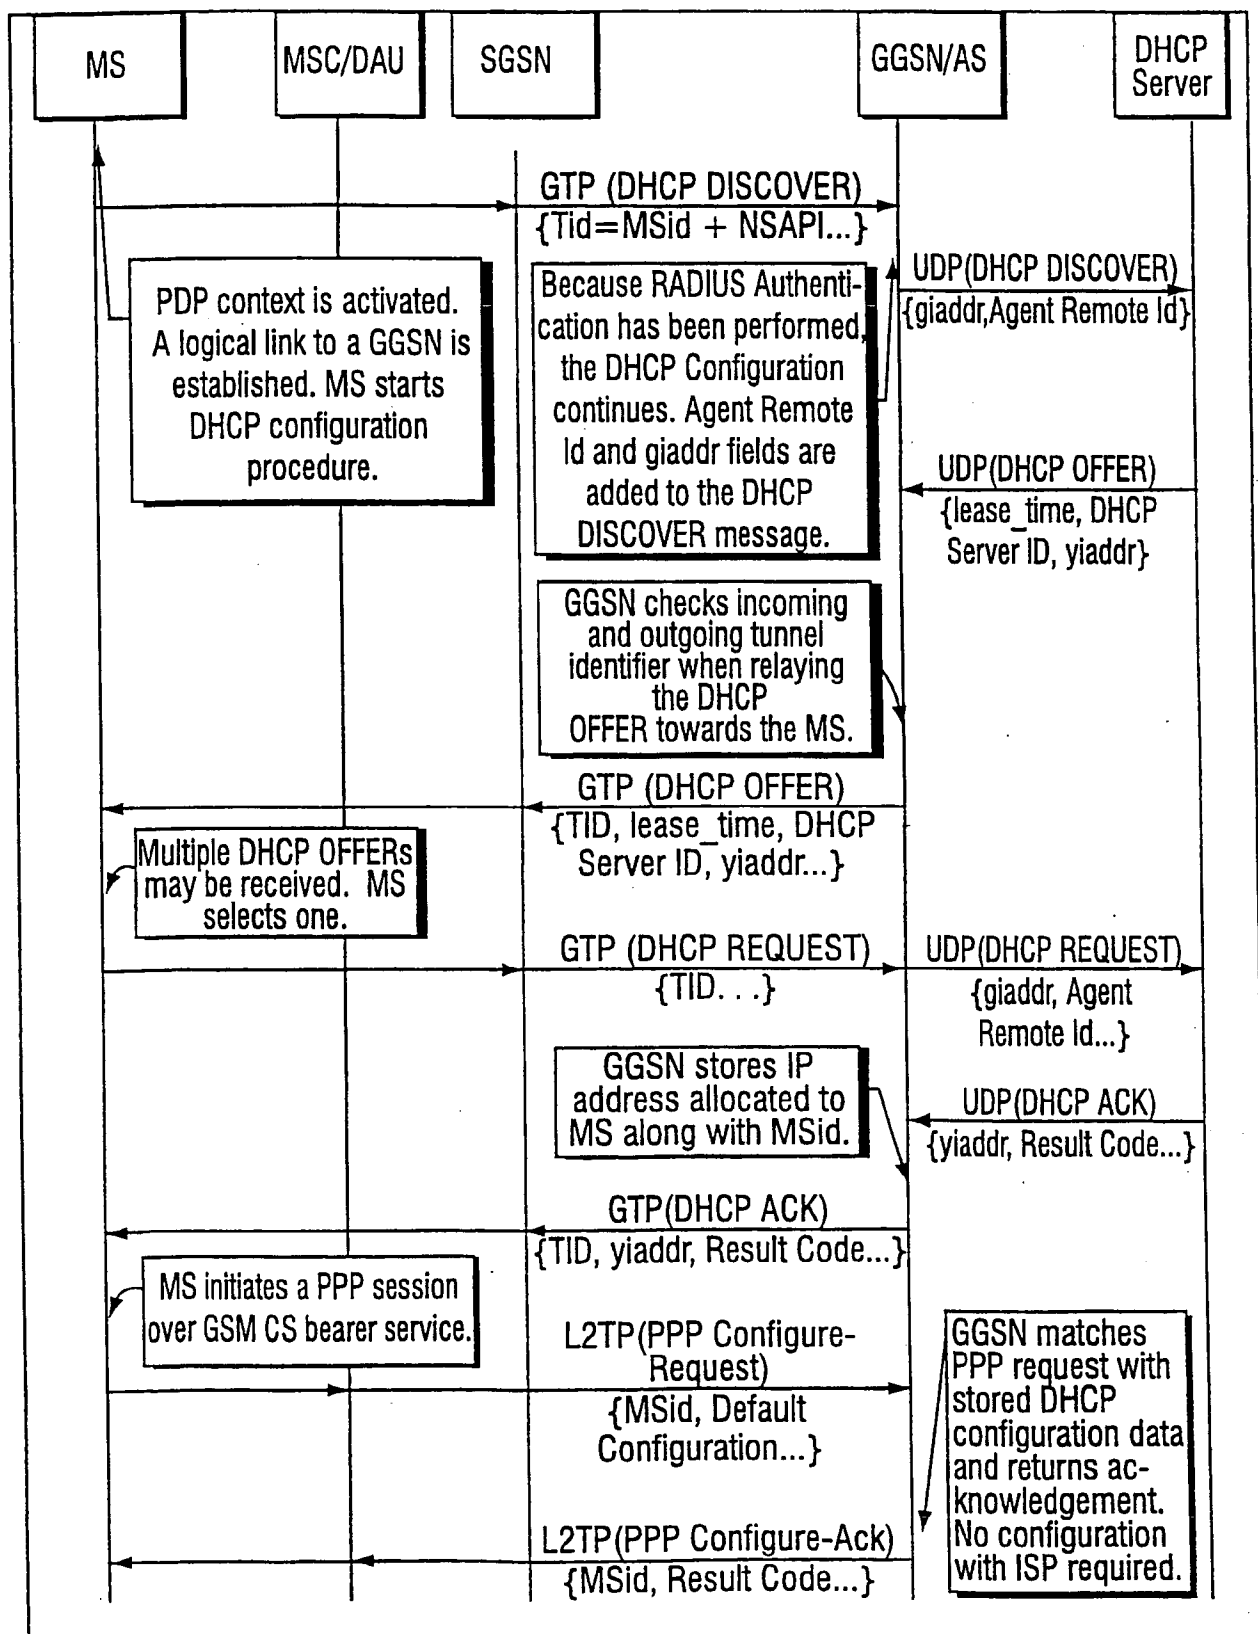 MS
MSC/DAU
SGSN
GGSN/AS
DHCP
Server
GTP (DHCP DISCOVER)
{Tid=MSid + NSAPI...}
PDP context is activated.
A logical link to a GGSN is
established. MS starts
DHCP configuration
procedure.
Because RADIUS Authenti-
cation has been performed,
the DHCP Configuration
continues. Agent Remote
Id and giaddr fields are
added to the DHCP
DISCOVER message.
UDP(DHCP DISCOVER)
{giaddr,Agent Remote Id}
UDP(DHCP OFFER)
{lease_time, DHCP
Server ID, yiaddr}
GGSN checks incoming
and outgoing tunnel
identifier when relaying
the DHCP
OFFER towards the MS.
GTP (DHCP OFFER)
{TID, lease_time, DHCP
Server ID, yiaddr...}
Multiple DHCP OFFERs
may be received. MS
selects one.
GTP (DHCP REQUEST)
{TID. . .}
UDP(DHCP REQUEST)
{giaddr, Agent
Remote Id...}
GGSN stores IP
address allocated to
MS along with MSid.
UDP(DHCP ACK)
{yiaddr, Result Code...}
GTP(DHCP ACK)
{TID, yiaddr, Result Code...}
MS initiates a PPP session
over GSM CS bearer service.
L2TP(PPP Configure-
Request)
{MSid, Default
Configuration...}
GGSN matches
PPP request with
stored DHCP
configuration data
and returns ac-
knowledgement.
No configuration
with ISP required.
L2TP(PPP Configure-Ack)
{MSid, Result Code...}